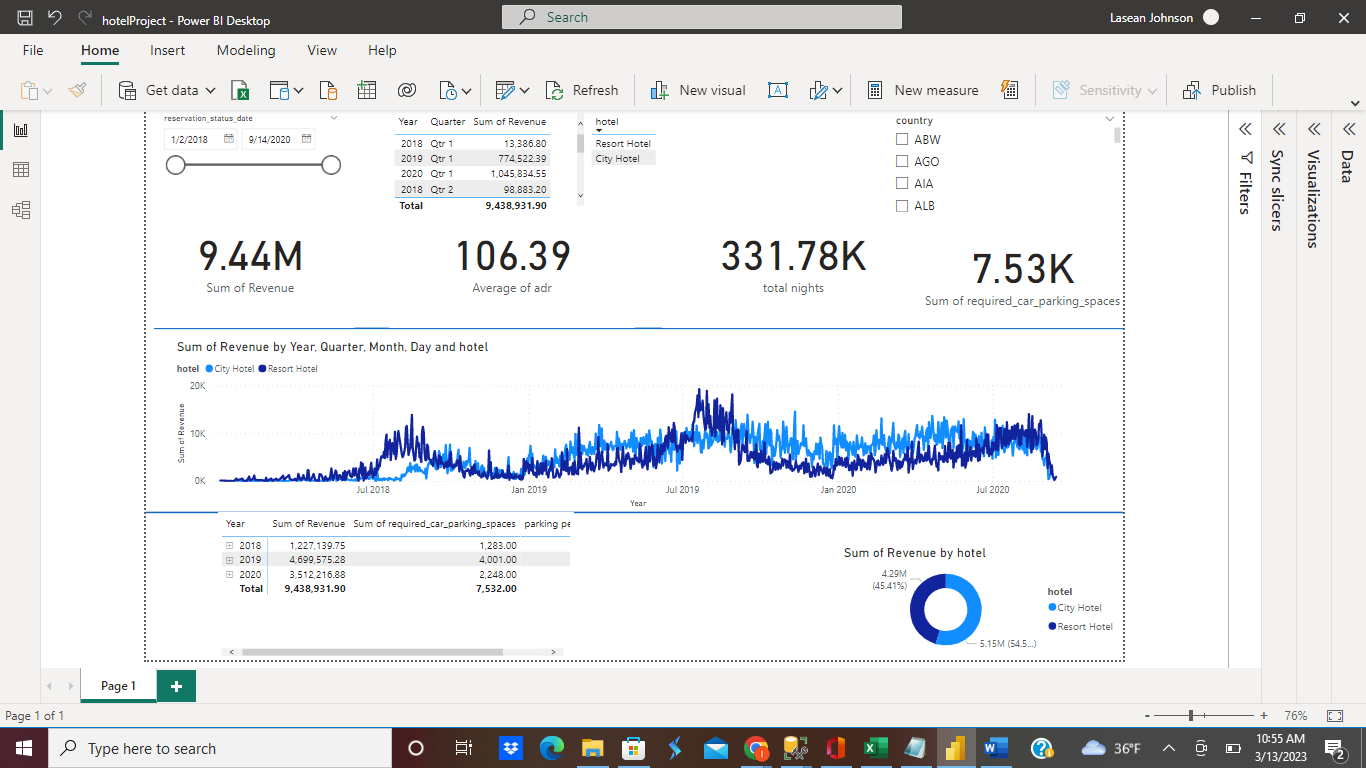 hotelProject - Power BI Desktop
Search
Lasean Johnson
File Home Insert Modeling View Help
Get data
Refresh
New visual
New measure
Sensitivity
Publish
reservation_status_date
1/2/2018 9/14/2020
Year Quarter Sum of Revenue
2018 Qtr 1 13,386.80
2019 Qtr 1 774,522.39
2020 Qtr 1 1,045,834.55
2018 Qtr 2 98,883.20
Total 9,438,931.90
hotel
Resort Hotel
City Hotel
country
ABW
AGO
AIA
ALB
Filters
Sync slicers
Visualizations
Data
9.44M
Sum of Revenue
106.39
Average of adr
331.78K
total nights
7.53K
Sum of required_car_parking_spaces
Sum of Revenue by Year, Quarter, Month, Day and hotel
hotel City Hotel Resort Hotel
Sum of Revenue
20K
10K
0K
Jul 2018 Jan 2019 Jul 2019 Jan 2020 Jul 2020
Year
Year Sum of Revenue Sum of required_car_parking_spaces parking pe
2018 1,227,139.75 1,283.00
2019 4,699,575.28 4,001.00
2020 3,512,216.88 2,248.00
Total 9,438,931.90 7,532.00
Sum of Revenue by hotel
4.29M
(45.41%)
5.15M (54.5...)
hotel
City Hotel
Resort Hotel
Page 1
Page 1 of 1
76%
Type here to search
36°F
10:55 AM
3/13/2023
2